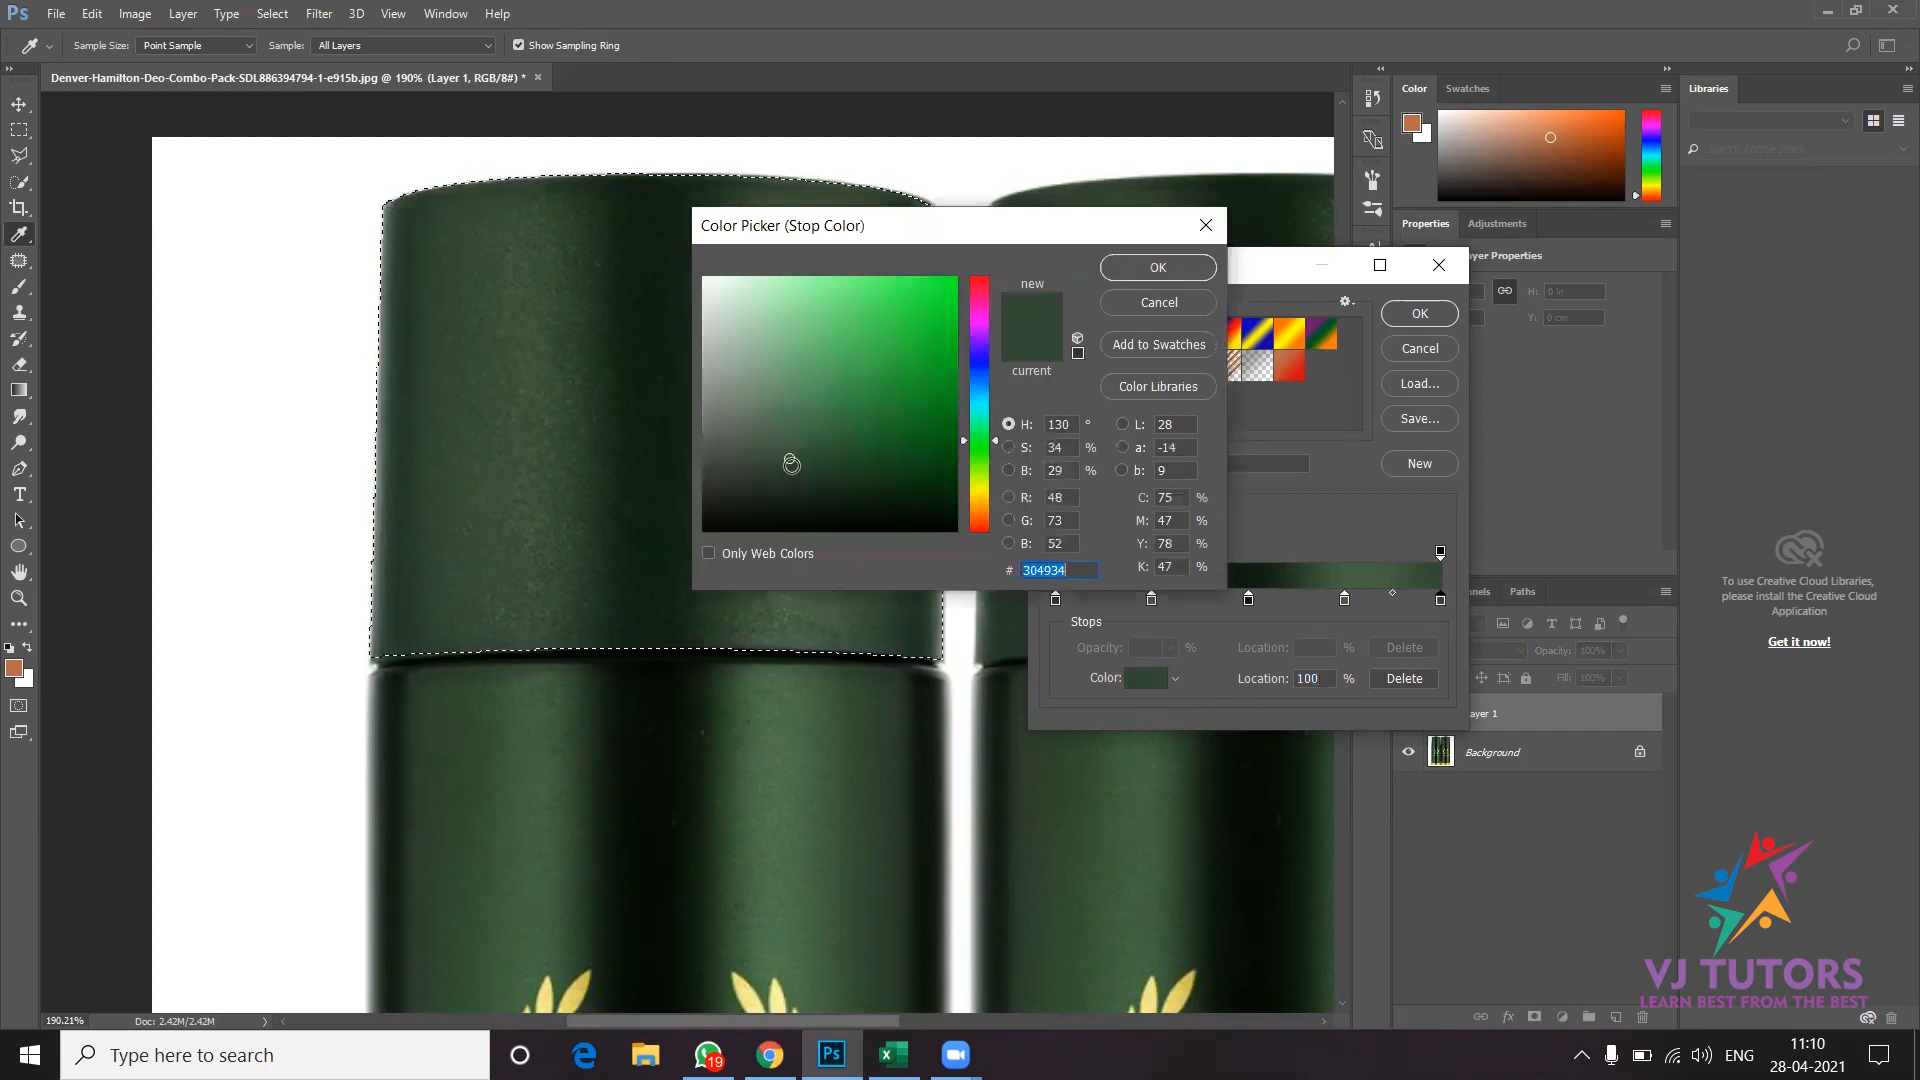 Ps File Edit Image Layer Type Select Filter 3D View Window Help
Sample Size: Point Sample Sample: All Layers Show Sampling Ring
Denver-Hamilton-Deo-Combo-Pack-SDL886394794-1-e915b.jpg @ 190% (Layer 1, RGB/8#) * ×
Color Swatches
Libraries
Search Adobe Stock
Properties Adjustments
ayer Properties
H: 0 in
Y: 0 cm
Color Picker (Stop Color)
new
current
OK
Cancel
Add to Swatches
Color Libraries
H: 130 °
S: 34 %
B: 29 %
R: 48
G: 73
B: 52
# 304934
L: 28
a: -14
b: 9
C: 75 %
M: 47 %
Y: 78 %
K: 47 %
Only Web Colors
OK
Cancel
Load...
Save...
New
Stops
Opacity: % Location: % Delete
Color: Location: 100 % Delete
nels Paths
Opacity: 100%
Fill: 100%
ayer 1
Background
To use Creative Cloud Libraries,
please install the Creative Cloud
Application
Get it now!
VJ TUTORS
LEARN BEST FROM THE BEST
190.21% Doc: 2.42M/2.42M
Type here to search
19
Ps
ENG
11:10
28-04-2021